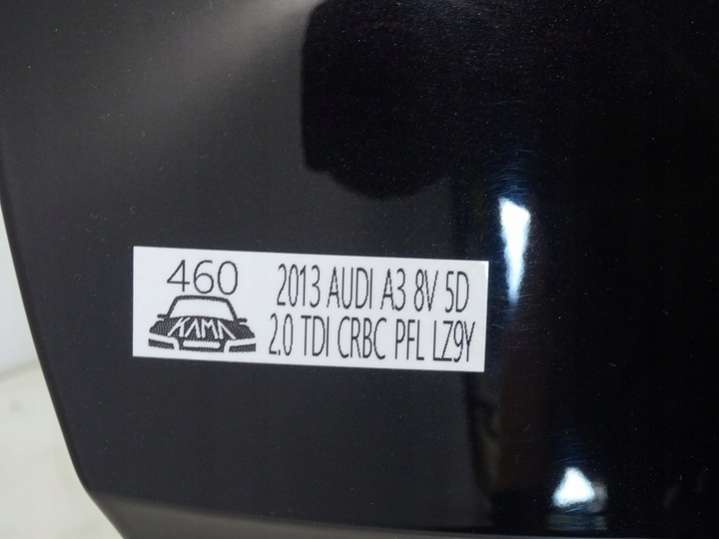 460
KAMA
2013 AUDI A3 8V 5D
2.0 TDI CRBC PFL LZ9Y